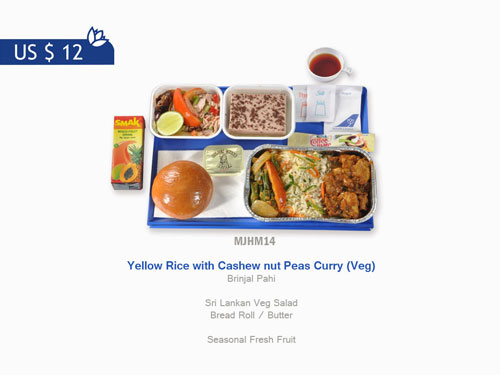 US $ 12
SMAK
MJHM14
Yellow Rice with Cashew nut Peas Curry (Veg)
Brinjal Pahi
Sri Lankan Veg Salad
Bread Roll / Butter
Seasonal Fresh Fruit